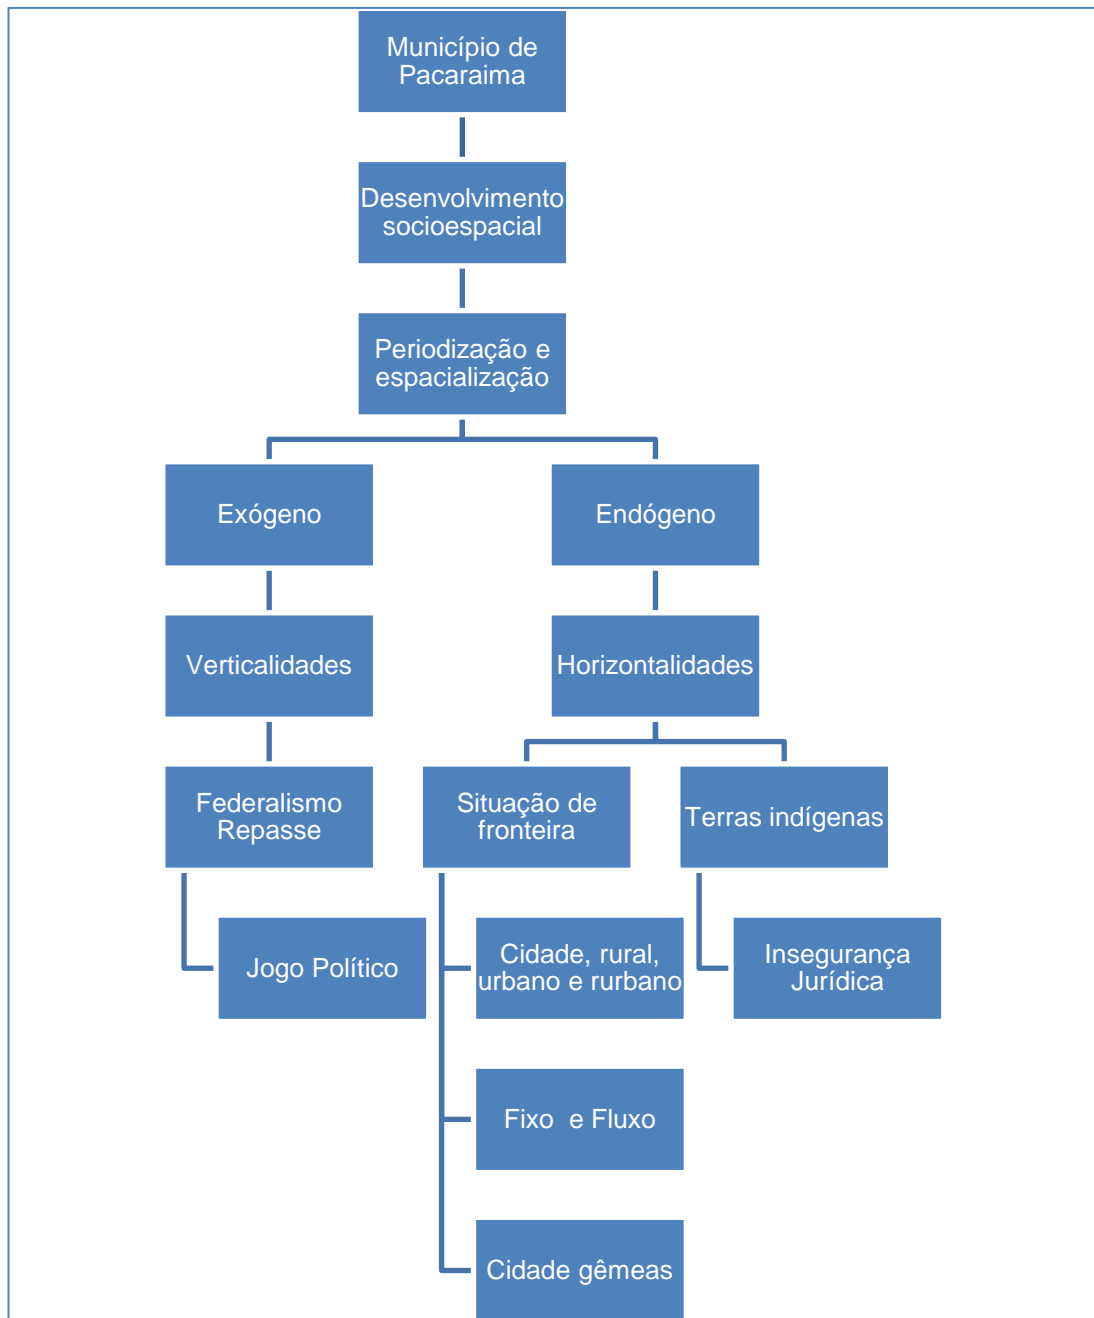 Município de
Pacaraima
Desenvolvimento
socioespacial
Periodização e
espacialização
Exógeno
Endógeno
Verticalidades
Horizontalidades
Federalismo
Repasse
Situação de
fronteira
Terras indígenas
Jogo Político
Cidade, rural,
urbano e rurbano
Insegurança
Jurídica
Fixo  e Fluxo
Cidade gêmeas